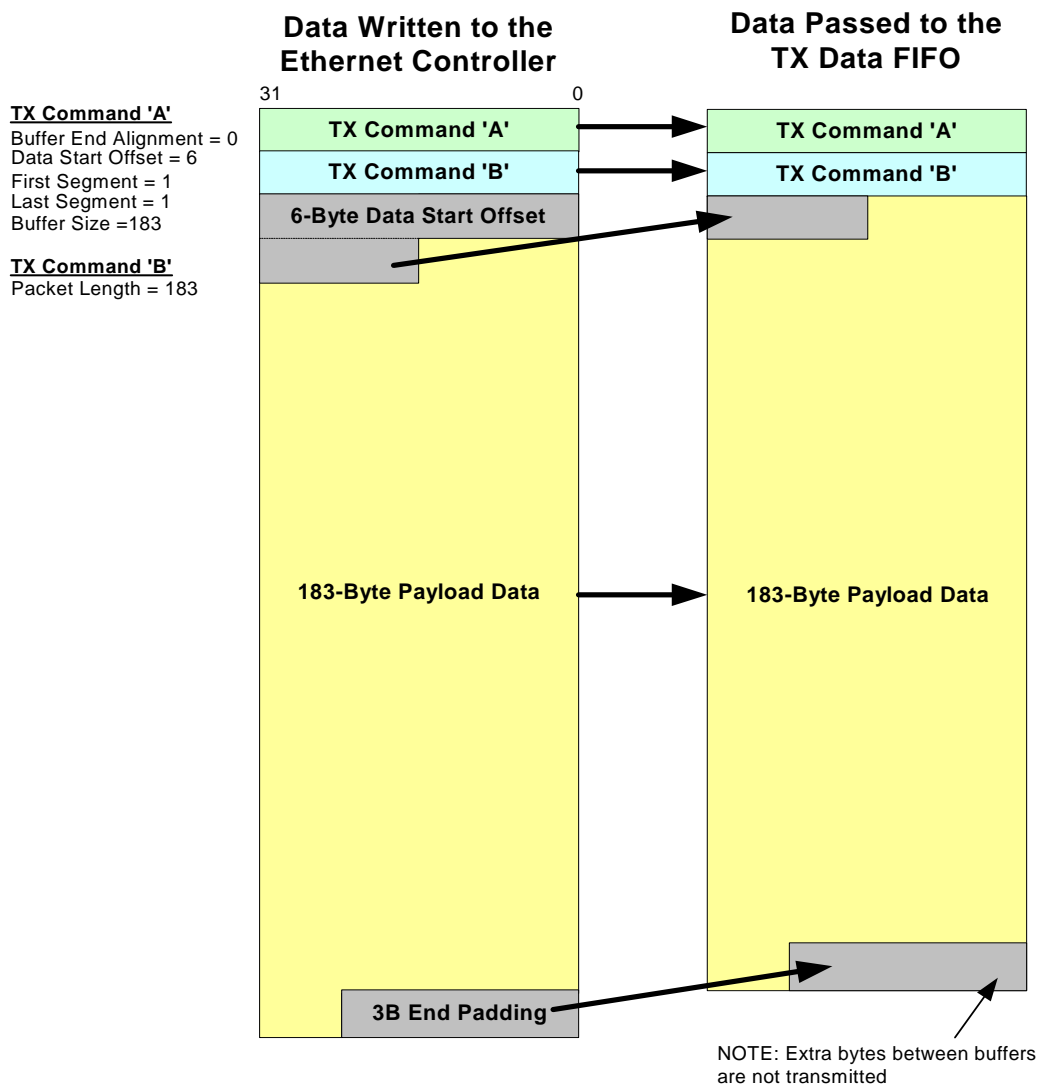 Data Written to the
Ethernet Controller
Data Passed to the
TX Data FIFO
31
0
TX Command 'A'
Buffer End Alignment = 0
Data Start Offset = 6
First Segment = 1
Last Segment = 1
Buffer Size =183
TX Command 'B'
Packet Length = 183
TX Command 'A'
TX Command 'B'
6-Byte Data Start Offset
183-Byte Payload Data
3B End Padding
TX Command 'A'
TX Command 'B'
183-Byte Payload Data
NOTE: Extra bytes between buffers
are not transmitted